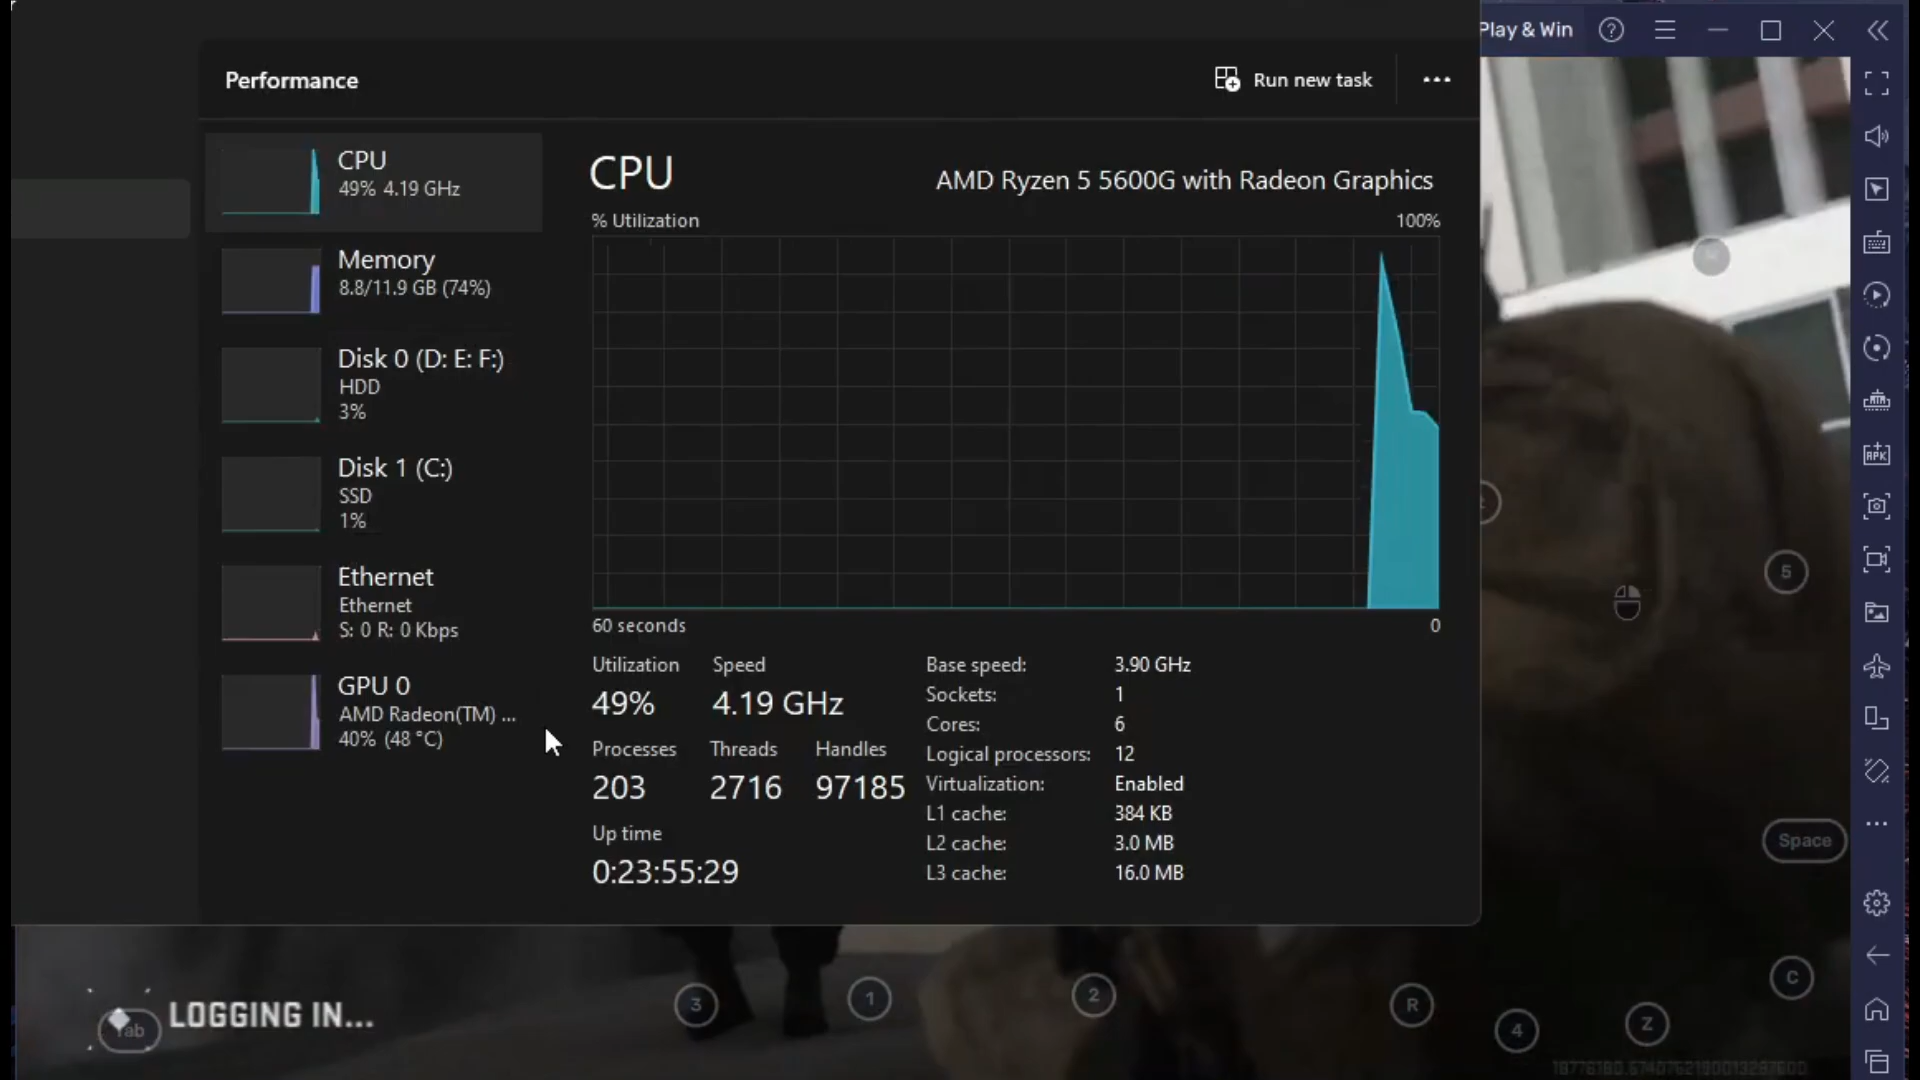 Play & Win
Performance
Run new task
CPU
49% 4.19 GHz
Memory
8.8/11.9 GB (74%)
Disk 0 (D: E: F:)
HDD
3%
Disk 1 (C:)
SSD
1%
Ethernet
Ethernet
S: 0 R: 0 Kbps
GPU 0
AMD Radeon(TM) ...
40% (48 °C)
CPU
AMD Ryzen 5 5600G with Radeon Graphics
% Utilization
100%
60 seconds
0
Utilization
Speed
49%
4.19 GHz
Processes
Threads
Handles
203
2716
97185
Up time
0:23:55:29
Base speed:
3.90 GHz
Sockets:
1
Cores:
6
Logical processors:
12
Virtualization:
Enabled
L1 cache:
384 KB
L2 cache:
3.0 MB
L3 cache:
16.0 MB
5
Space
C
Tab
LOGGING IN...
3
1
2
R
4
Z
APK